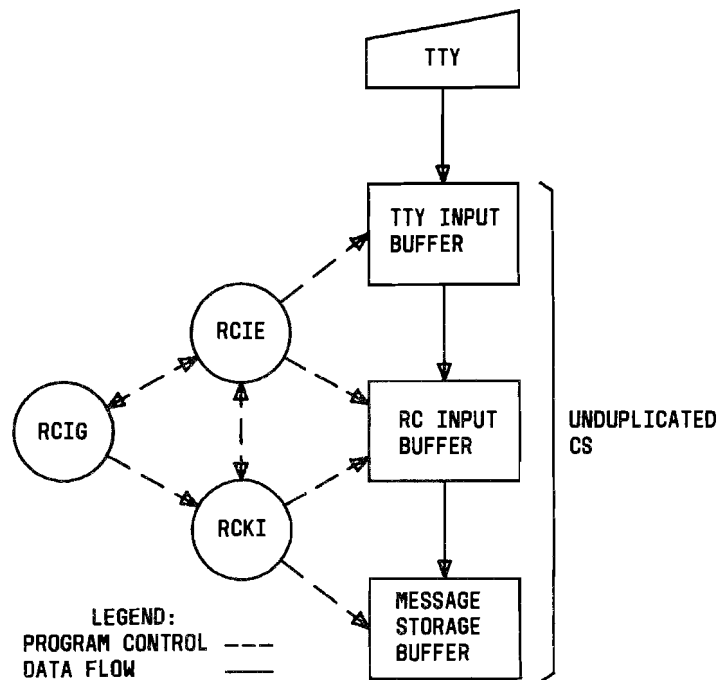 TTY
TTY INPUT
BUFFER
RCIE
RCIG
RC INPUT
BUFFER
UNDUPLICATED
CS
RCKI
MESSAGE
STORAGE
BUFFER
LEGEND:
PROGRAM CONTROL
DATA FLOW